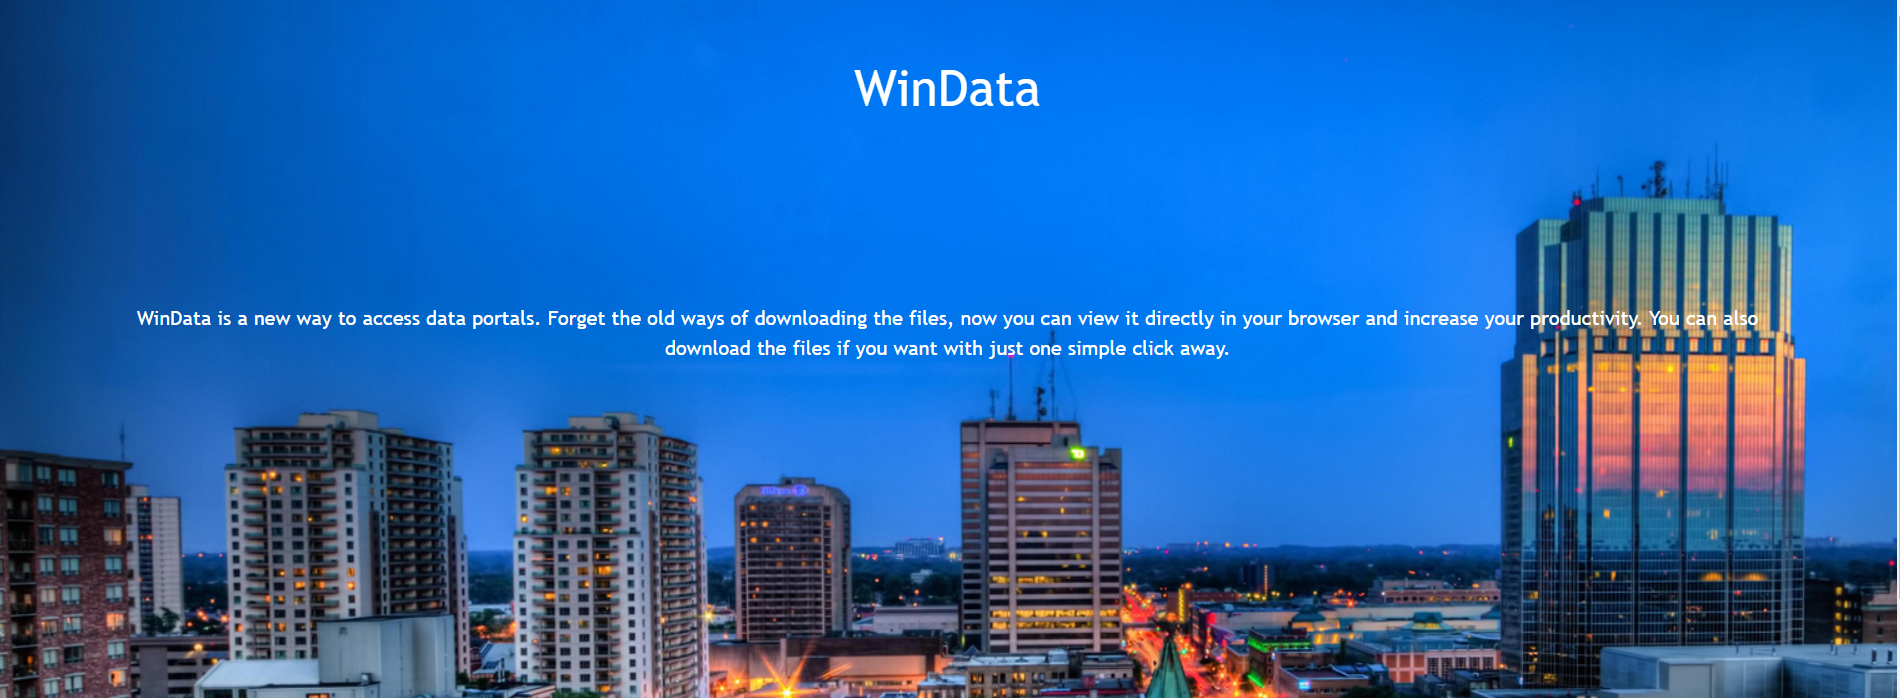 WinData
WinData is a new way to access data portals. Forget the old ways of downloading the files, now you can view it directly in your browser and increase your productivity. You can also
download the files if you want with just one simple click away.